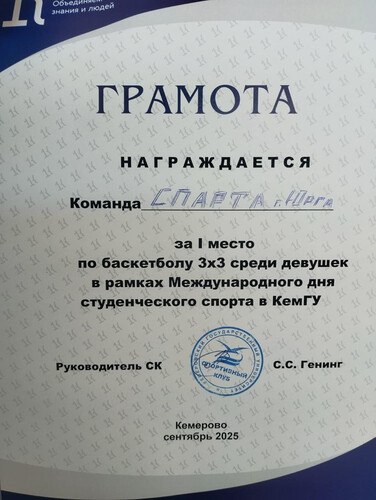 Объединяем
знания и людей
ГРАМОТА
НАГРАЖДАЕТСЯ
Команда СПАРТА г.Юрга
за I место
по баскетболу 3х3 среди девушек
в рамках Международного дня
студенческого спорта в КемГУ
Руководитель СК
СПОРТИВНЫЙ
КЛУБ
С.С. Генинг
Кемерово
сентябрь 2025